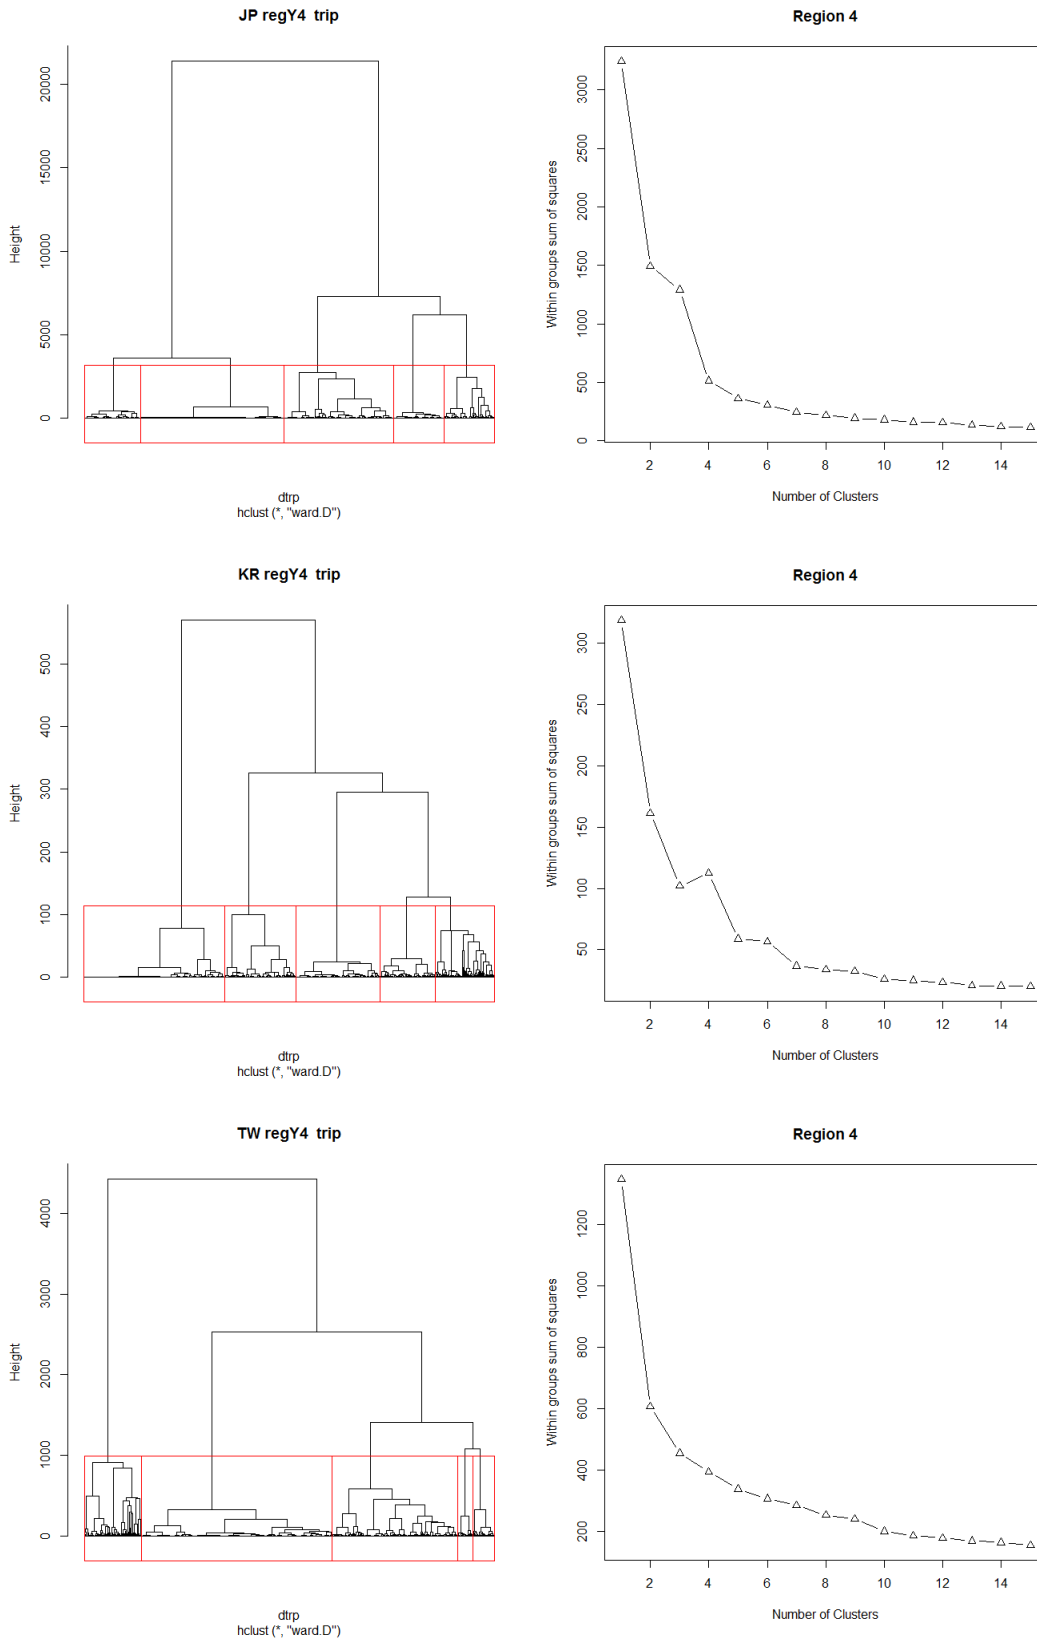 JP regY4 trip
Height
0
5000
10000
15000
20000
dtrp
hclust (*, "ward.D")
Region 4
Within groups sum of squares
0
500
1000
1500
2000
2500
3000
2 4 6 8 10 12 14
Number of Clusters
KR regY4 trip
Height
0
100
200
300
400
500
dtrp
hclust (*, "ward.D")
Region 4
Within groups sum of squares
50
100
150
200
250
300
2 4 6 8 10 12 14
Number of Clusters
TW regY4 trip
Height
0
1000
2000
3000
4000
dtrp
hclust (*, "ward.D")
Region 4
Within groups sum of squares
200
400
600
800
1000
1200
2 4 6 8 10 12 14
Number of Clusters